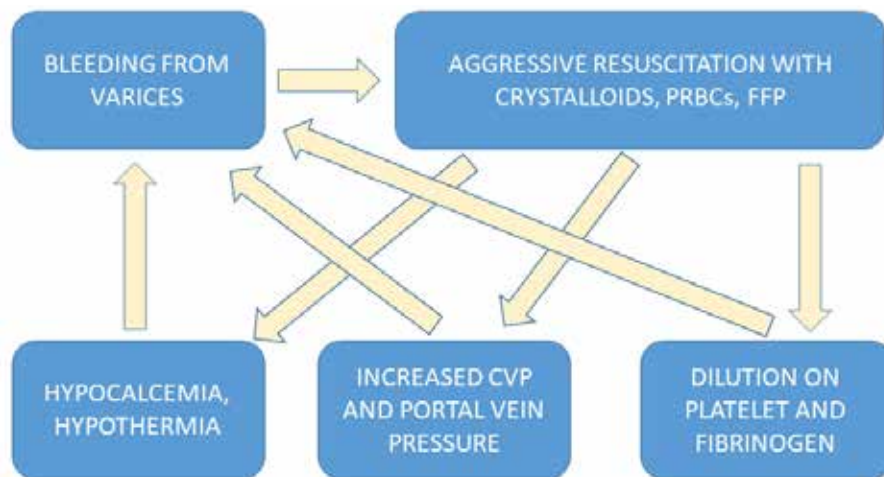 BLEEDING FROM
VARICES
AGGRESSIVE RESUSCITATION WITH
CRYSTALLOIDS, PRBCs, FFP
HYPOCALCEMIA,
HYPOTHERMIA
INCREASED CVP
AND PORTAL VEIN
PRESSURE
DILUTION ON
PLATELET AND
FIBRINOGEN